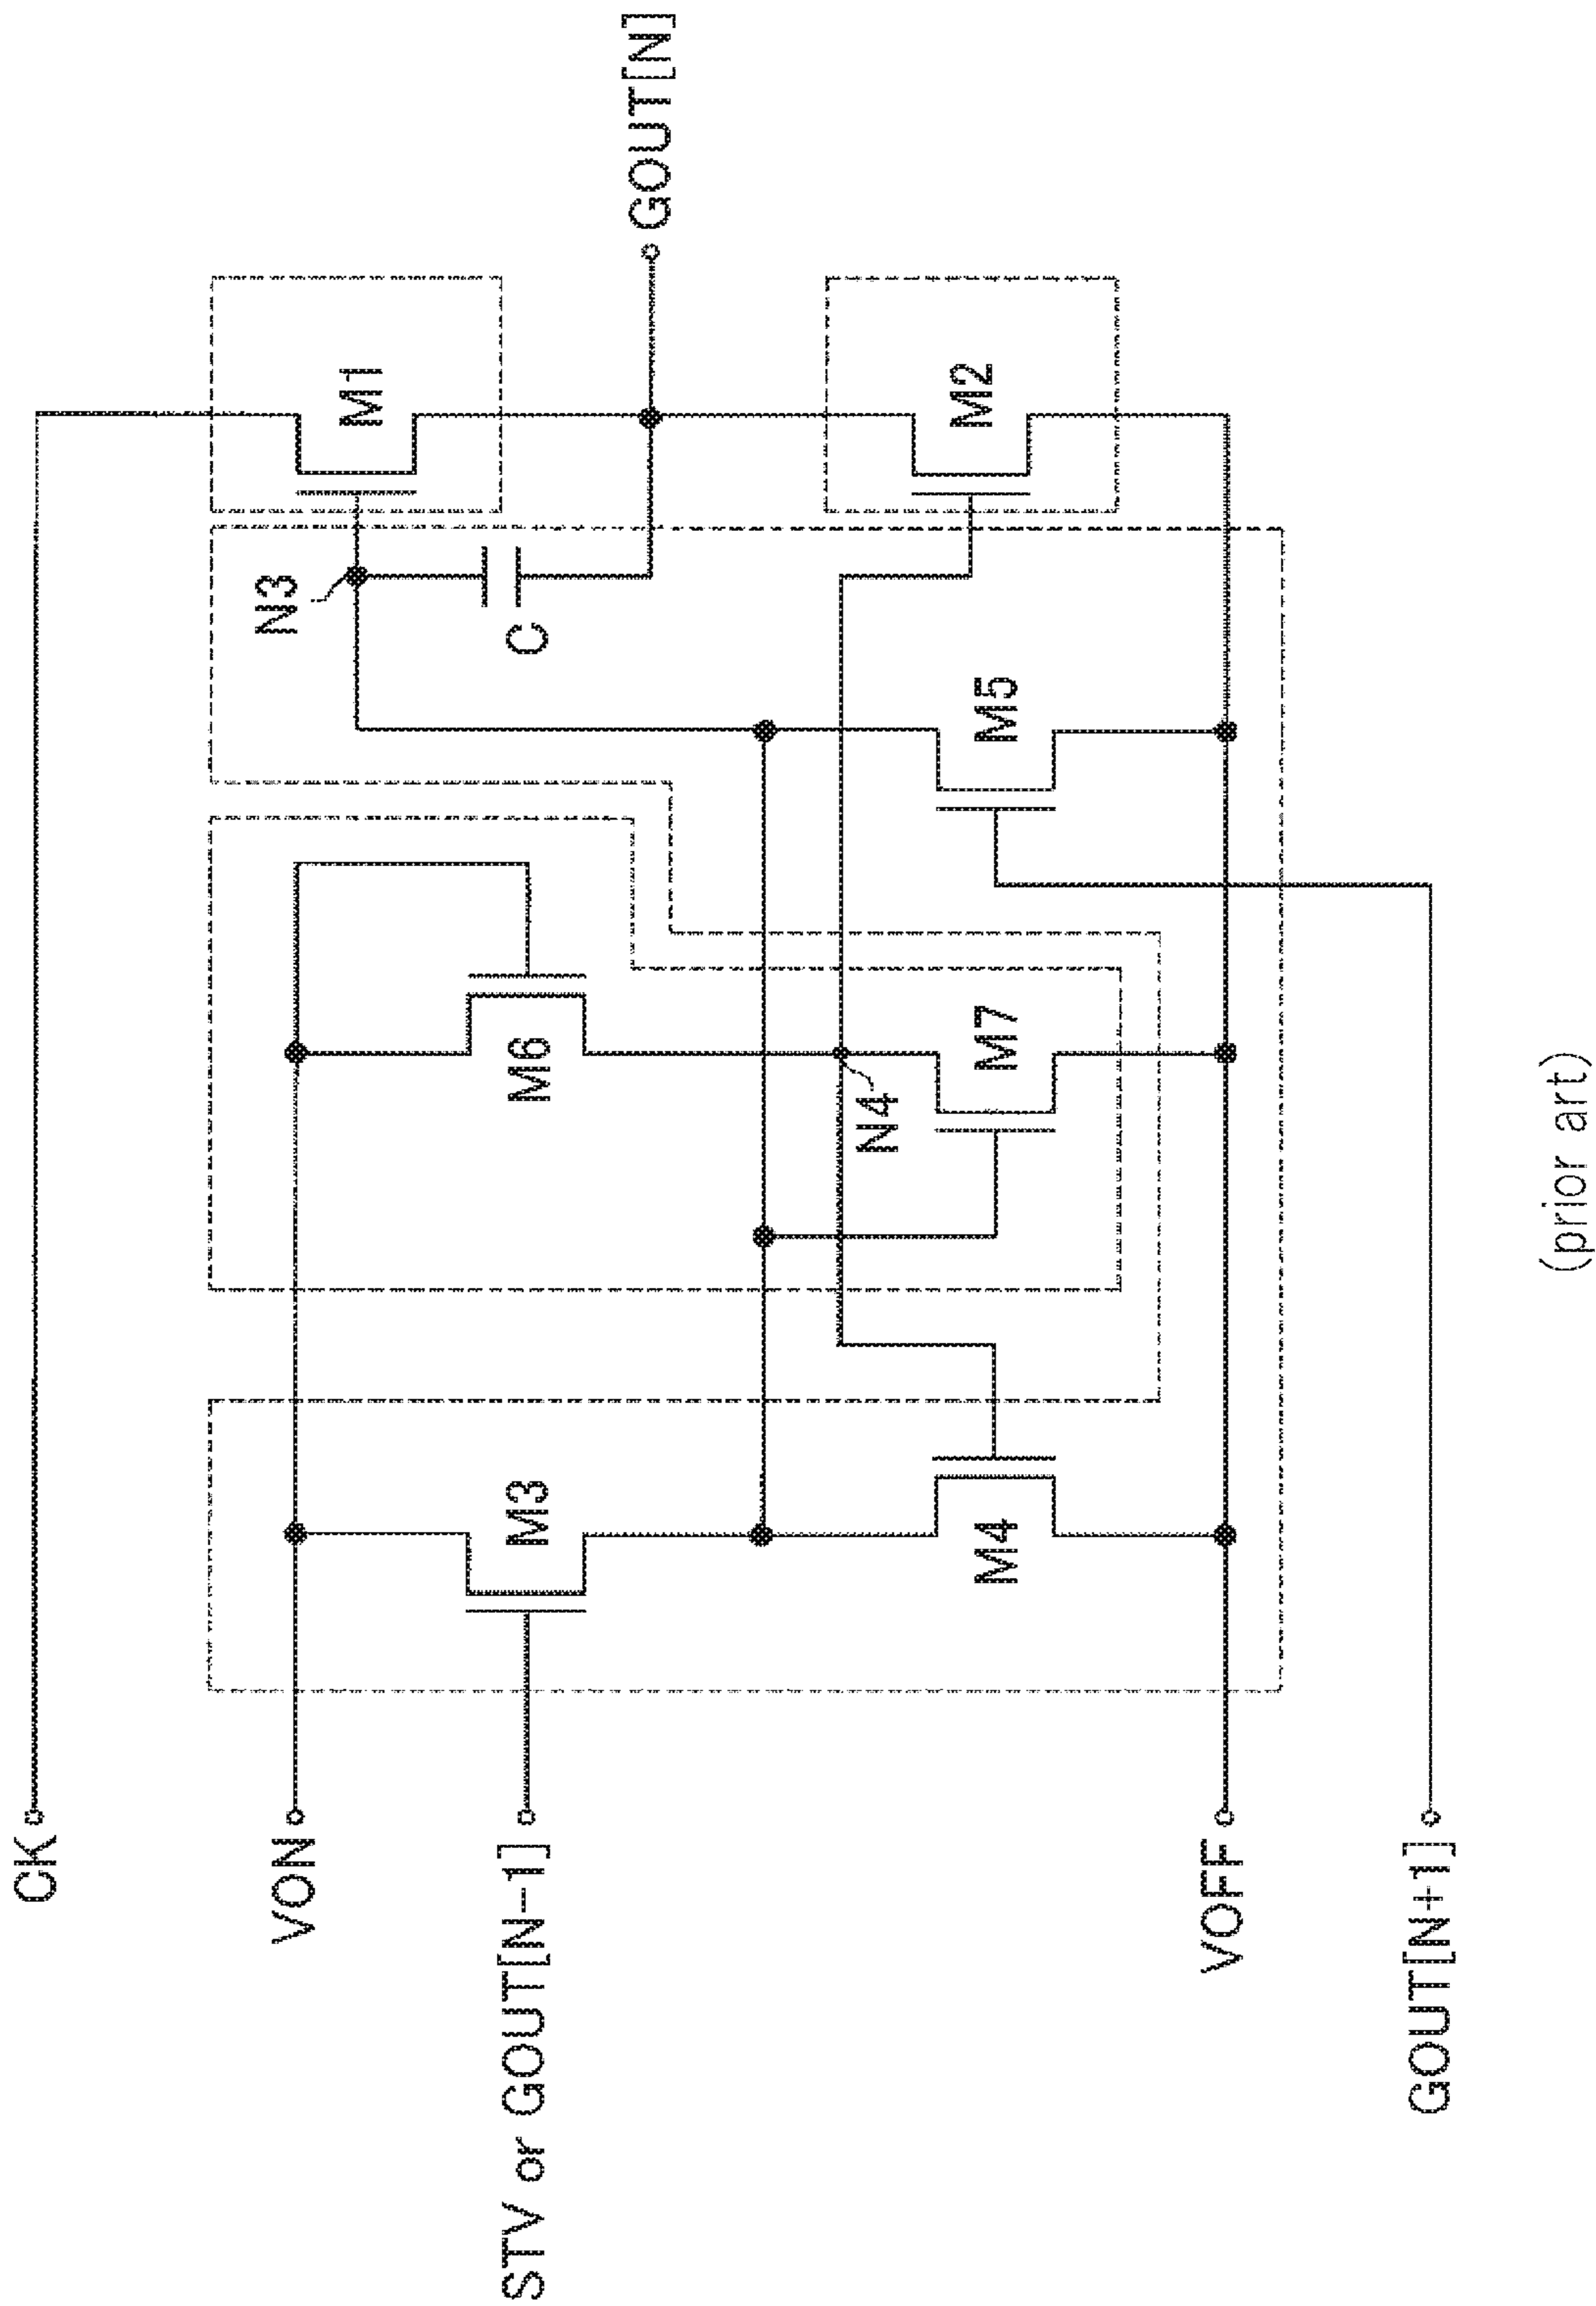 CK
VON
STV or GOUT[N-1]
VOFF
GOUT[N+1]
M3
M4
M6
N4
M7
M5
N3
C
M1
M2
GOUT[N]
(prior art)